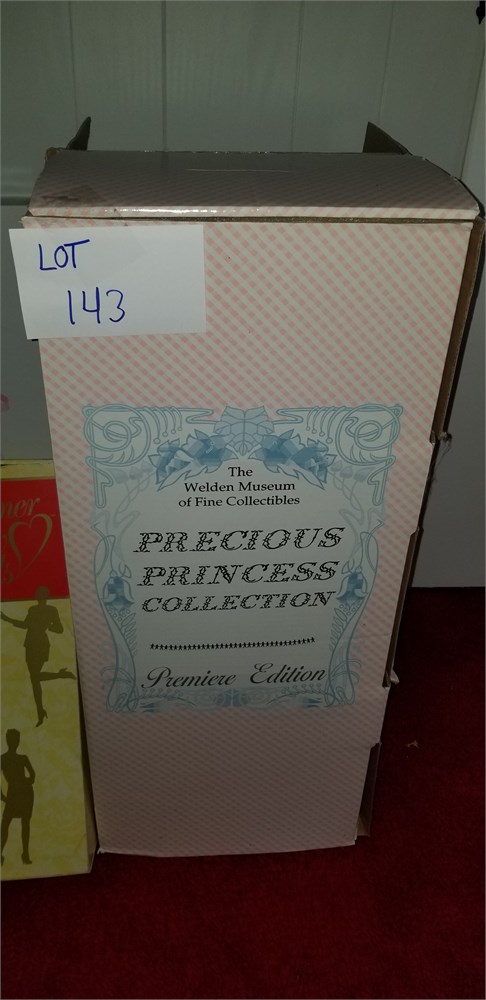 LOT
143
The
Welden Museum
of Fine Collectibles
PRECIOUS
PRINCESS
COLLECTION
Premiere Edition